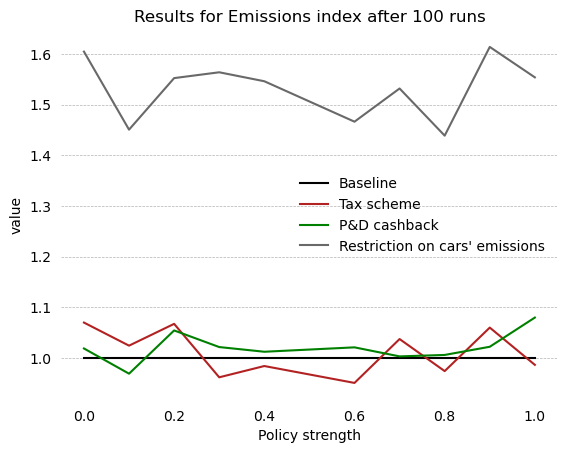 Results for Emissions index after 100 runs
1.6
1.5
1.4
1.3
1.2
1.1
1.0
value
Baseline
Tax scheme
P&D cashback
Restriction on cars' emissions
0.0 0.2 0.4 0.6 0.8 1.0
Policy strength